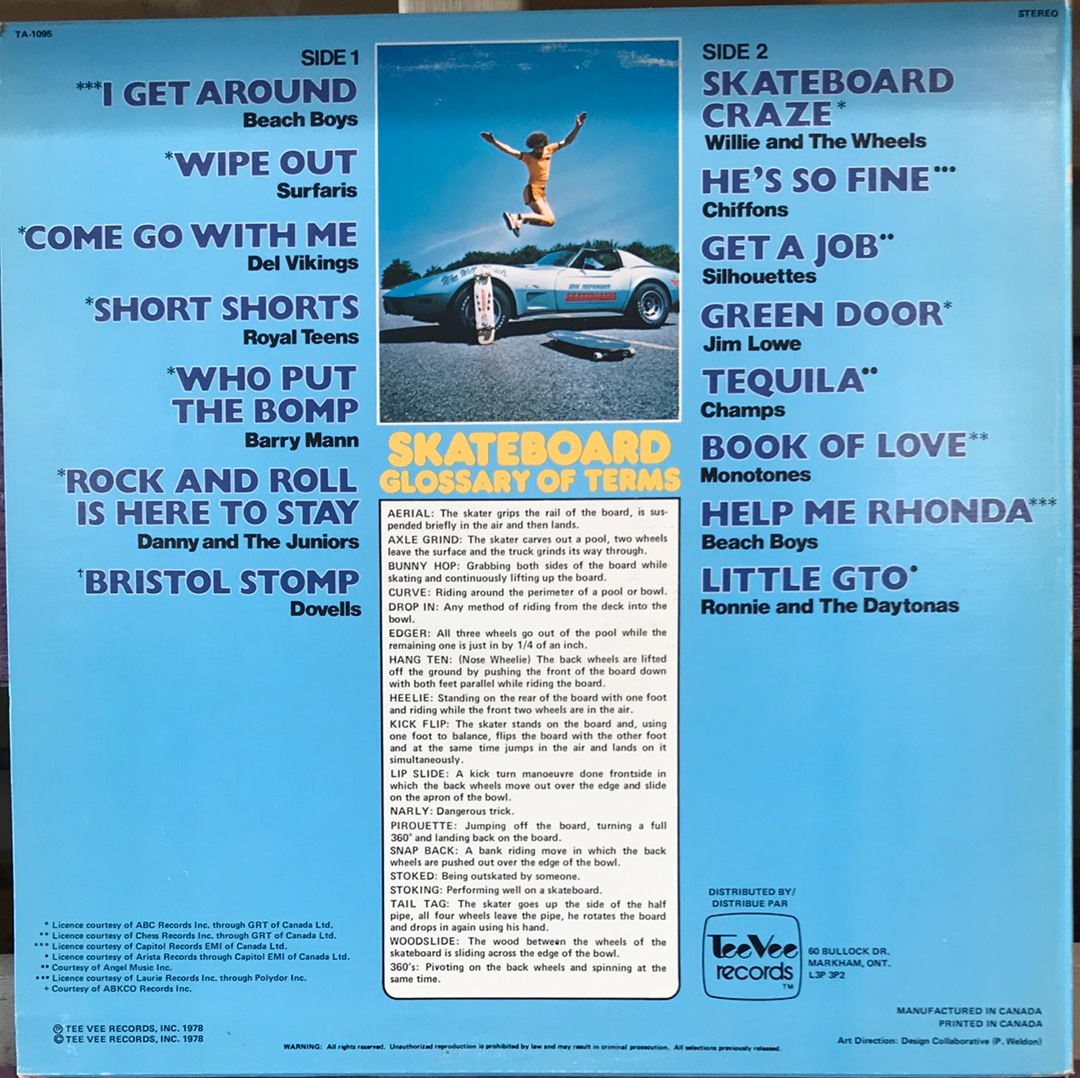 TA-1095
STEREO
SIDE 1
***I GET AROUND
Beach Boys
*WIPE OUT
Surfaris
*COME GO WITH ME
Del Vikings
*SHORT SHORTS
Royal Teens
*WHO PUT
THE BOMP
Barry Mann
*ROCK AND ROLL
IS HERE TO STAY
Danny and The Juniors
†BRISTOL STOMP
Dovells
SKATEBOARD
GLOSSARY OF TERMS
AERIAL: The skater grips the rail of the board, is sus-
pended briefly in the air and then lands.
AXLE GRIND: The skater carves out a pool, two wheels
leave the surface and the truck grinds its way through.
BUNNY HOP: Grabbing both sides of the board while
skating and continuously lifting up the board.
CURVE: Riding around the perimeter of a pool or bowl.
DROP IN: Any method of riding from the deck into the
bowl.
EDGER: All three wheels go out of the pool while the
remaining one is just in by 1/4 of an inch.
HANG TEN: (Nose Wheelie) The back wheels are lifted
off the ground by pushing the front of the board down
with both feet parallel while riding the board.
HEELIE: Standing on the rear of the board with one foot
and riding while the front two wheels are in the air.
KICK FLIP: The skater stands on the board and, using
one foot to balance, flips the board with the other foot
and at the same time jumps in the air and lands on it
simultaneously.
LIP SLIDE: A kick turn manoeuvre done frontside in
which the back wheels move out over the edge and slide
on the apron of the bowl.
NARLY: Dangerous trick.
PIROUETTE: Jumping off the board, turning a full
360° and landing back on the board.
SNAP BACK: A bank riding move in which the back
wheels are pushed out over the edge of the bowl.
STOKED: Being outskated by someone.
STOKING: Performing well on a skateboard.
TAIL TAG: The skater goes up the side of the half
pipe, all four wheels leave the pipe, he rotates the board
and drops in again using his hand.
WOODSLIDE: The wood between the wheels of the
skateboard is sliding across the edge of the bowl.
360's: Pivoting on the back wheels and spinning at the
same time.
SIDE 2
SKATEBOARD
CRAZE*
Willie and The Wheels
HE'S SO FINE•••
Chiffons
GET A JOB••
Silhouettes
GREEN DOOR*
Jim Lowe
TEQUILA••
Champs
BOOK OF LOVE**
Monotones
HELP ME RHONDA***
Beach Boys
LITTLE GTO•
Ronnie and The Daytonas
* Licence courtesy of ABC Records Inc. through GRT of Canada Ltd.
** Licence courtesy of Chess Records Inc. through GRT of Canada Ltd.
*** Licence courtesy of Capitol Records EMI of Canada Ltd.
• Licence courtesy of Arista Records through Capitol EMI of Canada Ltd.
•• Courtesy of Angel Music Inc.
••• Licence courtesy of Laurie Records Inc. through Polydor Inc.
+ Courtesy of ABKCO Records Inc.
Ⓟ TEE VEE RECORDS, INC. 1978
© TEE VEE RECORDS, INC. 1978
DISTRIBUTED BY/
DISTRIBUE PAR
TeeVee
records
TM
60 BULLOCK DR.
MARKHAM, ONT.
L3P 3P2
MANUFACTURED IN CANADA
PRINTED IN CANADA
Art Direction: Design Collaborative (P. Weldon)
WARNING: All rights reserved. Unauthorized reproduction is prohibited by law and may result in criminal prosecution. All selections previously released.